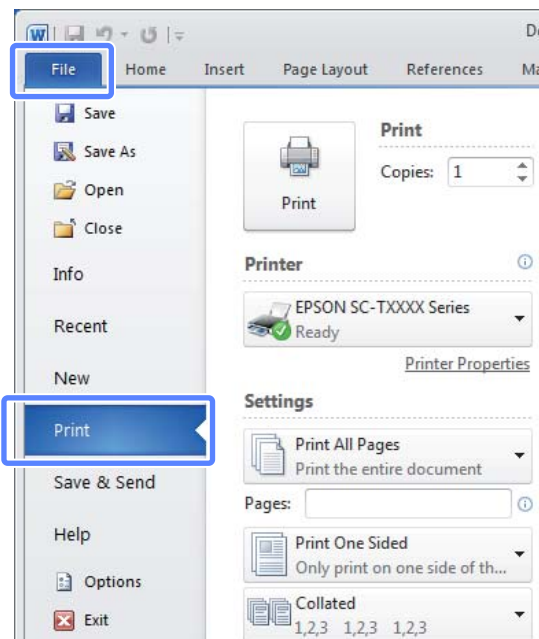 W
File Home Insert Page Layout References
Save
Save As
Open
Close
Info
Recent
New
Print
Save & Send
Help
Options
Exit
Print
Print
Copies: 1
Printer
EPSON SC-TXXXX Series
Ready
Printer Properties
Settings
Print All Pages
Print the entire document
Pages:
Print One Sided
Only print on one side of th...
Collated
1,2,3 1,2,3 1,2,3